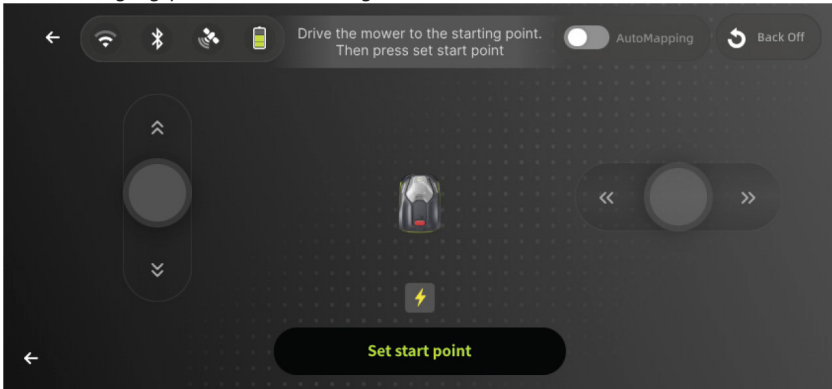 Drive the mower to the starting point.
Then press set start point
AutoMapping
Back Off
Set start point